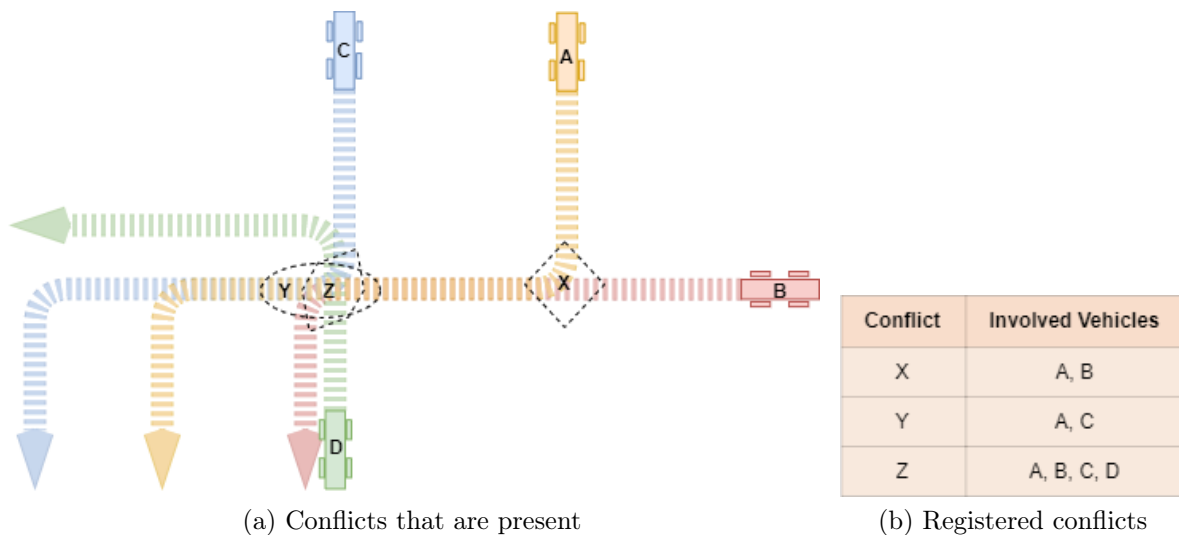 C
A
X
Y
Z
B
D
Conflict Involved Vehicles
X A, B
Y A, C
Z A, B, C, D
(a) Conflicts that are present
(b) Registered conflicts